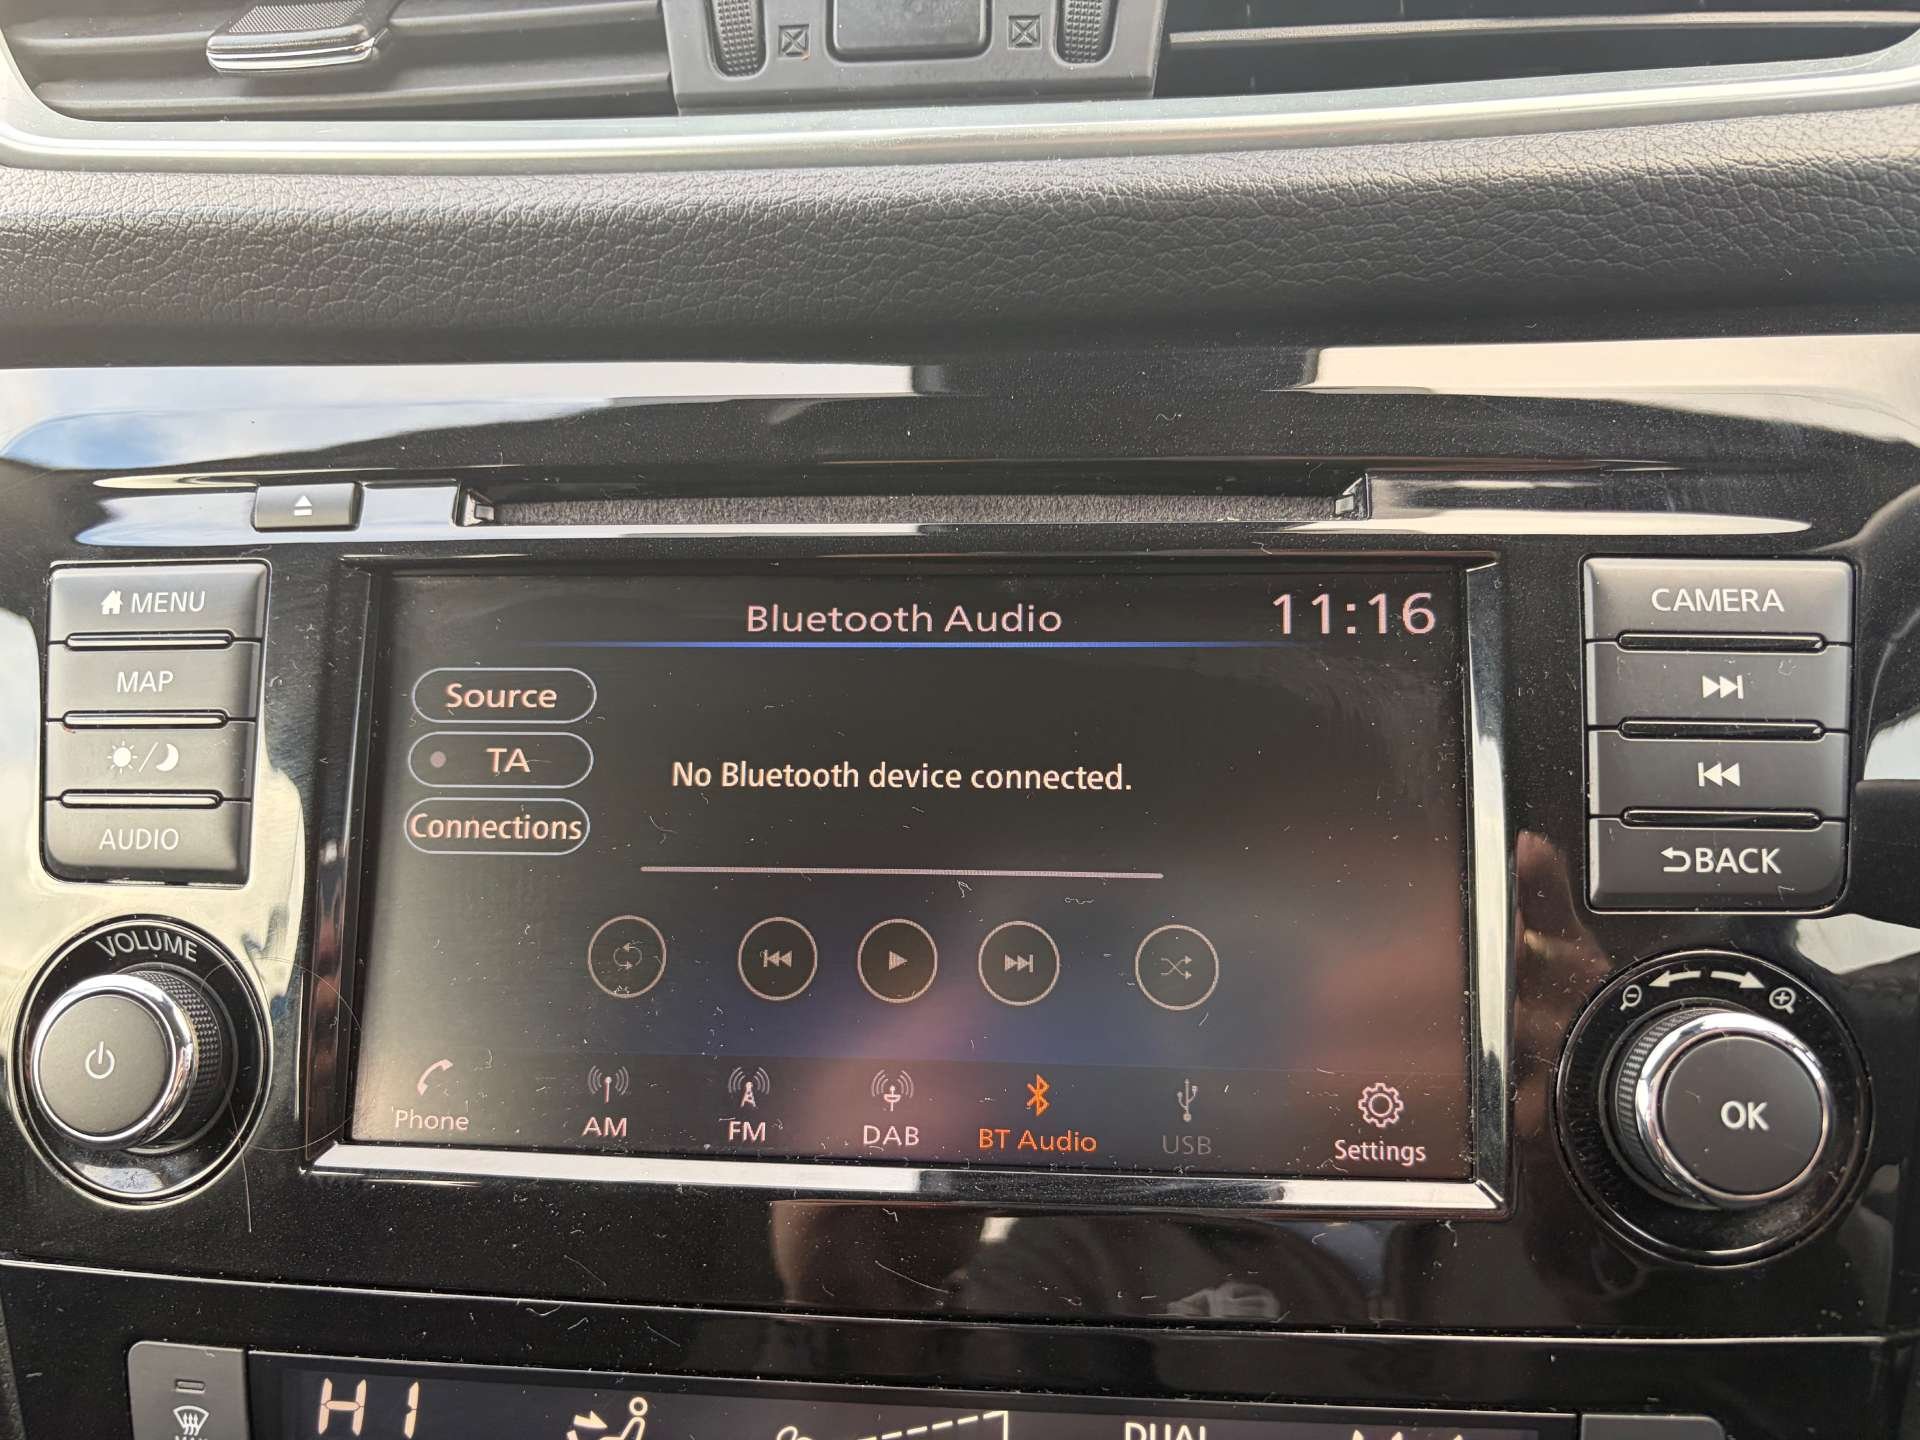 MENU
MAP
AUDIO
VOLUME
Bluetooth Audio
11:16
Source
TA
Connections
No Bluetooth device connected.
Phone
AM
FM
DAB
BT Audio
USB
Settings
CAMERA
BACK
OK
HI
DUAL